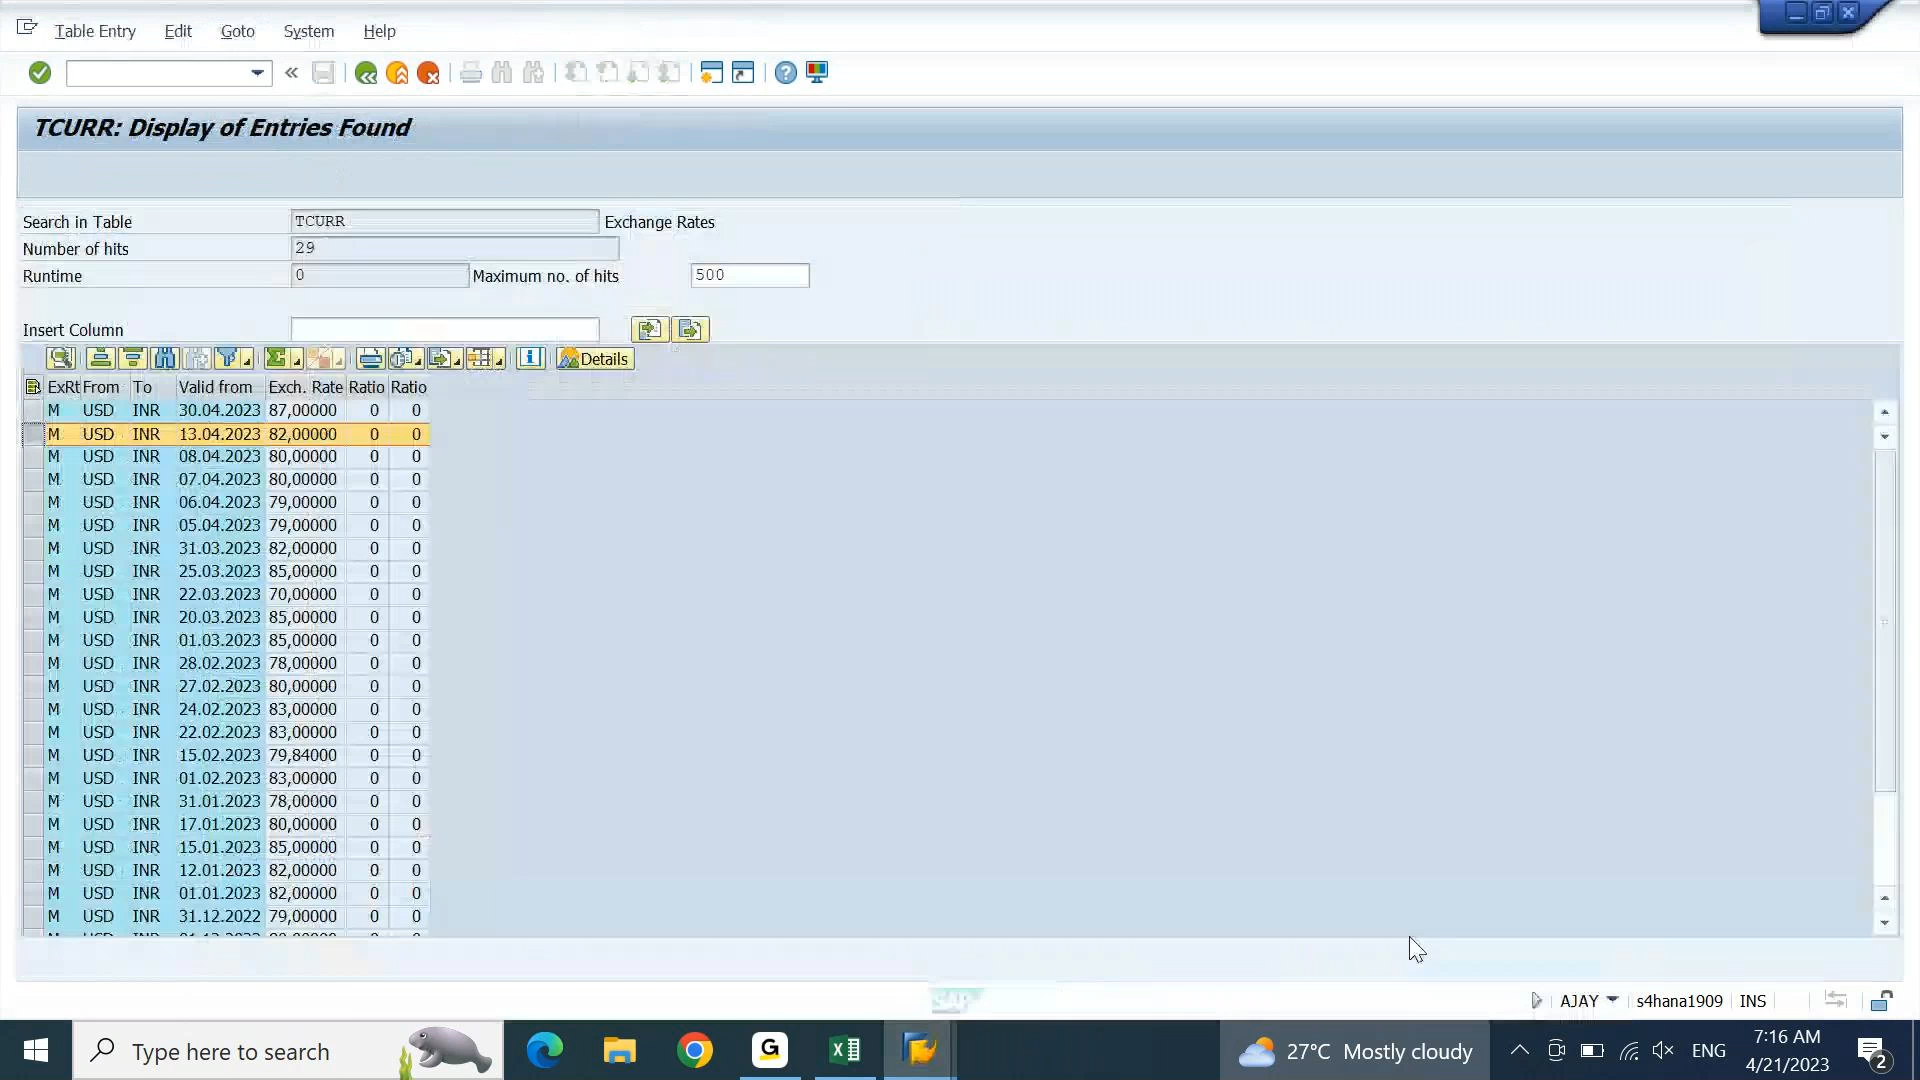 Table Entry Edit Goto System Help
TCURR: Display of Entries Found
Search in Table TCURR Exchange Rates
Number of hits 29
Runtime 0 Maximum no. of hits 500
Insert Column
Details
ExRt From To Valid from Exch. Rate Ratio Ratio
M USD INR 30.04.2023 87,00000 0 0
M USD INR 13.04.2023 82,00000 0 0
M USD INR 08.04.2023 80,00000 0 0
M USD INR 07.04.2023 80,00000 0 0
M USD INR 06.04.2023 79,00000 0 0
M USD INR 05.04.2023 79,00000 0 0
M USD INR 31.03.2023 82,00000 0 0
M USD INR 25.03.2023 85,00000 0 0
M USD INR 22.03.2023 70,00000 0 0
M USD INR 20.03.2023 85,00000 0 0
M USD INR 01.03.2023 85,00000 0 0
M USD INR 28.02.2023 78,00000 0 0
M USD INR 27.02.2023 80,00000 0 0
M USD INR 24.02.2023 83,00000 0 0
M USD INR 22.02.2023 83,00000 0 0
M USD INR 15.02.2023 79,84000 0 0
M USD INR 01.02.2023 83,00000 0 0
M USD INR 31.01.2023 78,00000 0 0
M USD INR 17.01.2023 80,00000 0 0
M USD INR 15.01.2023 85,00000 0 0
M USD INR 12.01.2023 82,00000 0 0
M USD INR 01.01.2023 82,00000 0 0
M USD INR 31.12.2022 79,00000 0 0
SAP
AJAY s4hana1909 INS
Type here to search
27°C Mostly cloudy
ENG
7:16 AM
4/21/2023
2